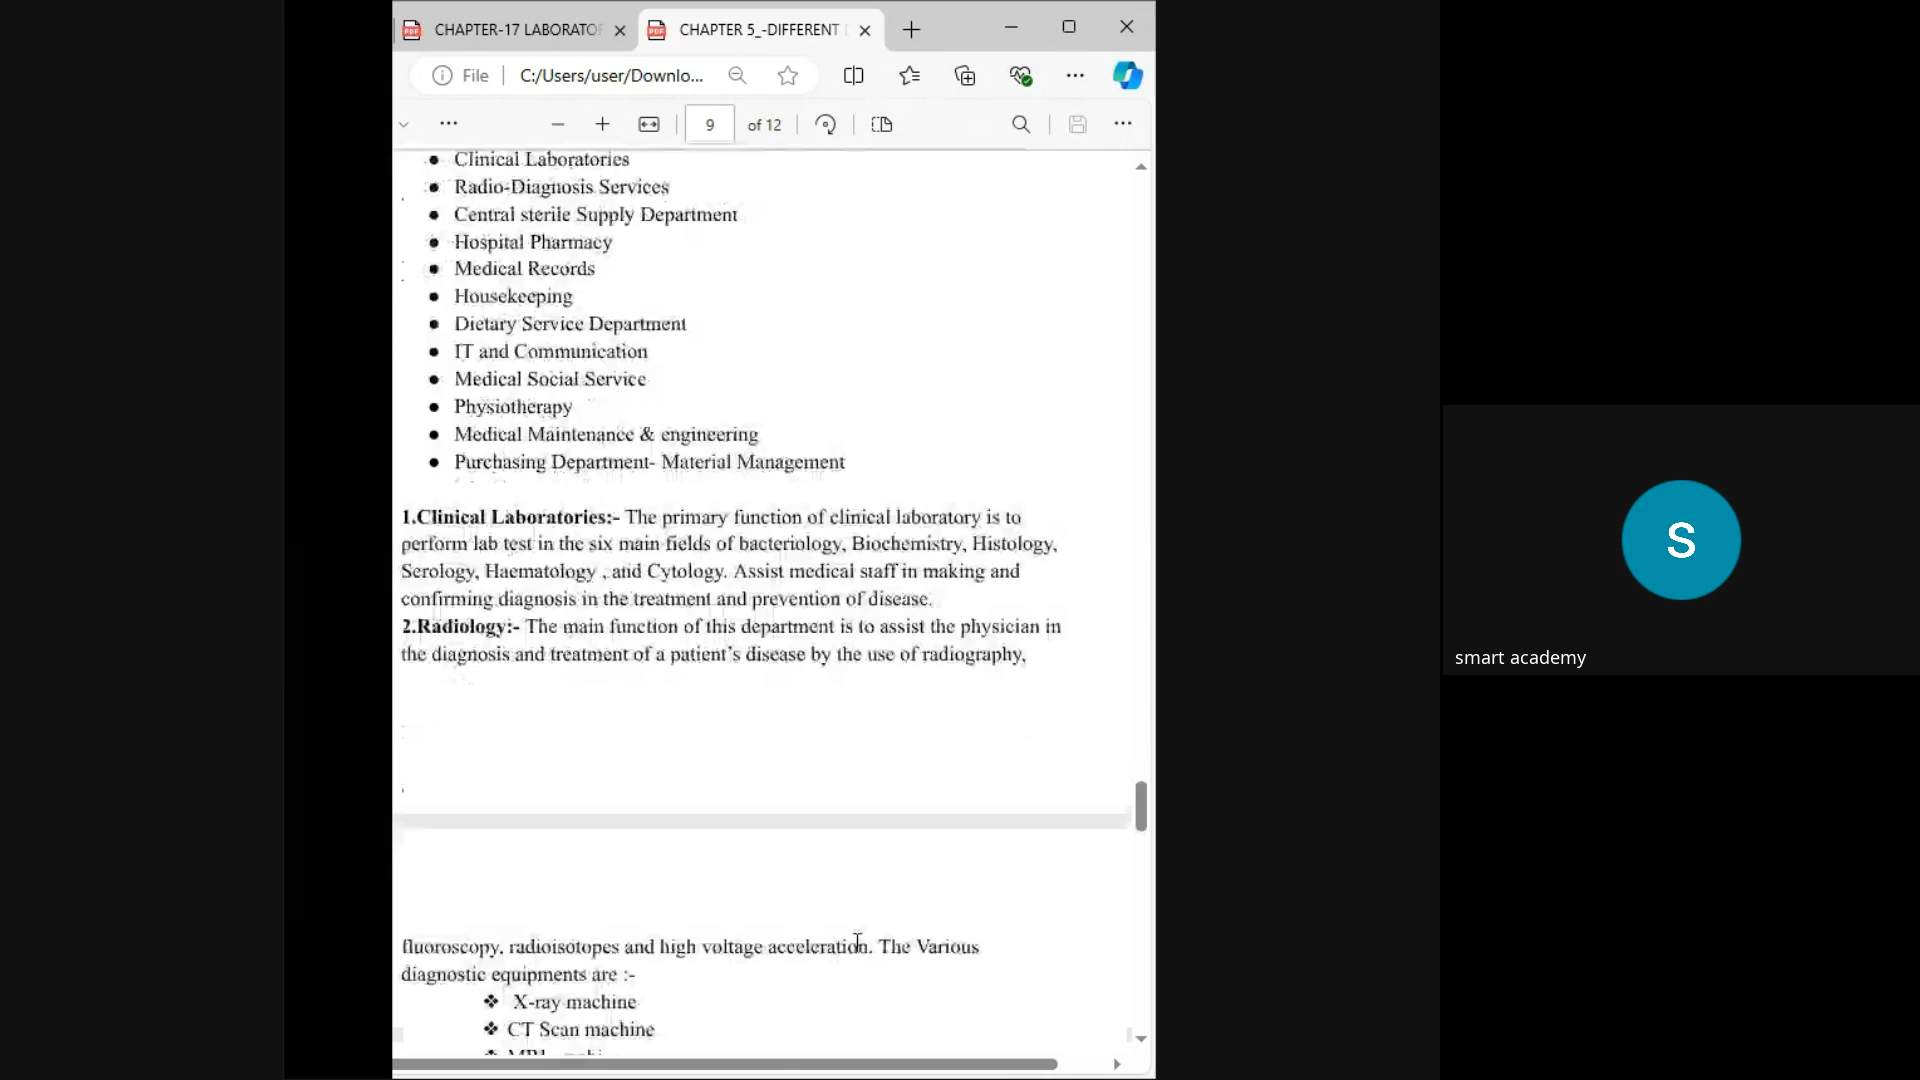 CHAPTER-17 LABORATOR
CHAPTER 5_-DIFFERENT
File
C:/Users/user/Downlo...
9
of 12
Clinical Laboratories
Radio-Diagnosis Services
Central sterile Supply Department
Hospital Pharmacy
Medical Records
Housekeeping
Dietary Service Department
IT and Communication
Medical Social Service
Physiotherapy
Medical Maintenance & engineering
Purchasing Department- Material Management
1.Clinical Laboratories:- The primary function of clinical laboratory is to
perform lab test in the six main fields of bacteriology, Biochemistry, Histology,
Serology, Haematology , and Cytology. Assist medical staff in making and
confirming diagnosis in the treatment and prevention of disease.
2.Radiology:- The main function of this department is to assist the physician in
the diagnosis and treatment of a patient's disease by the use of radiography,
fluoroscopy, radioisotopes and high voltage acceleration. The Various
diagnostic equipments are :-
❖ X-ray machine
❖ CT Scan machine
S
smart academy